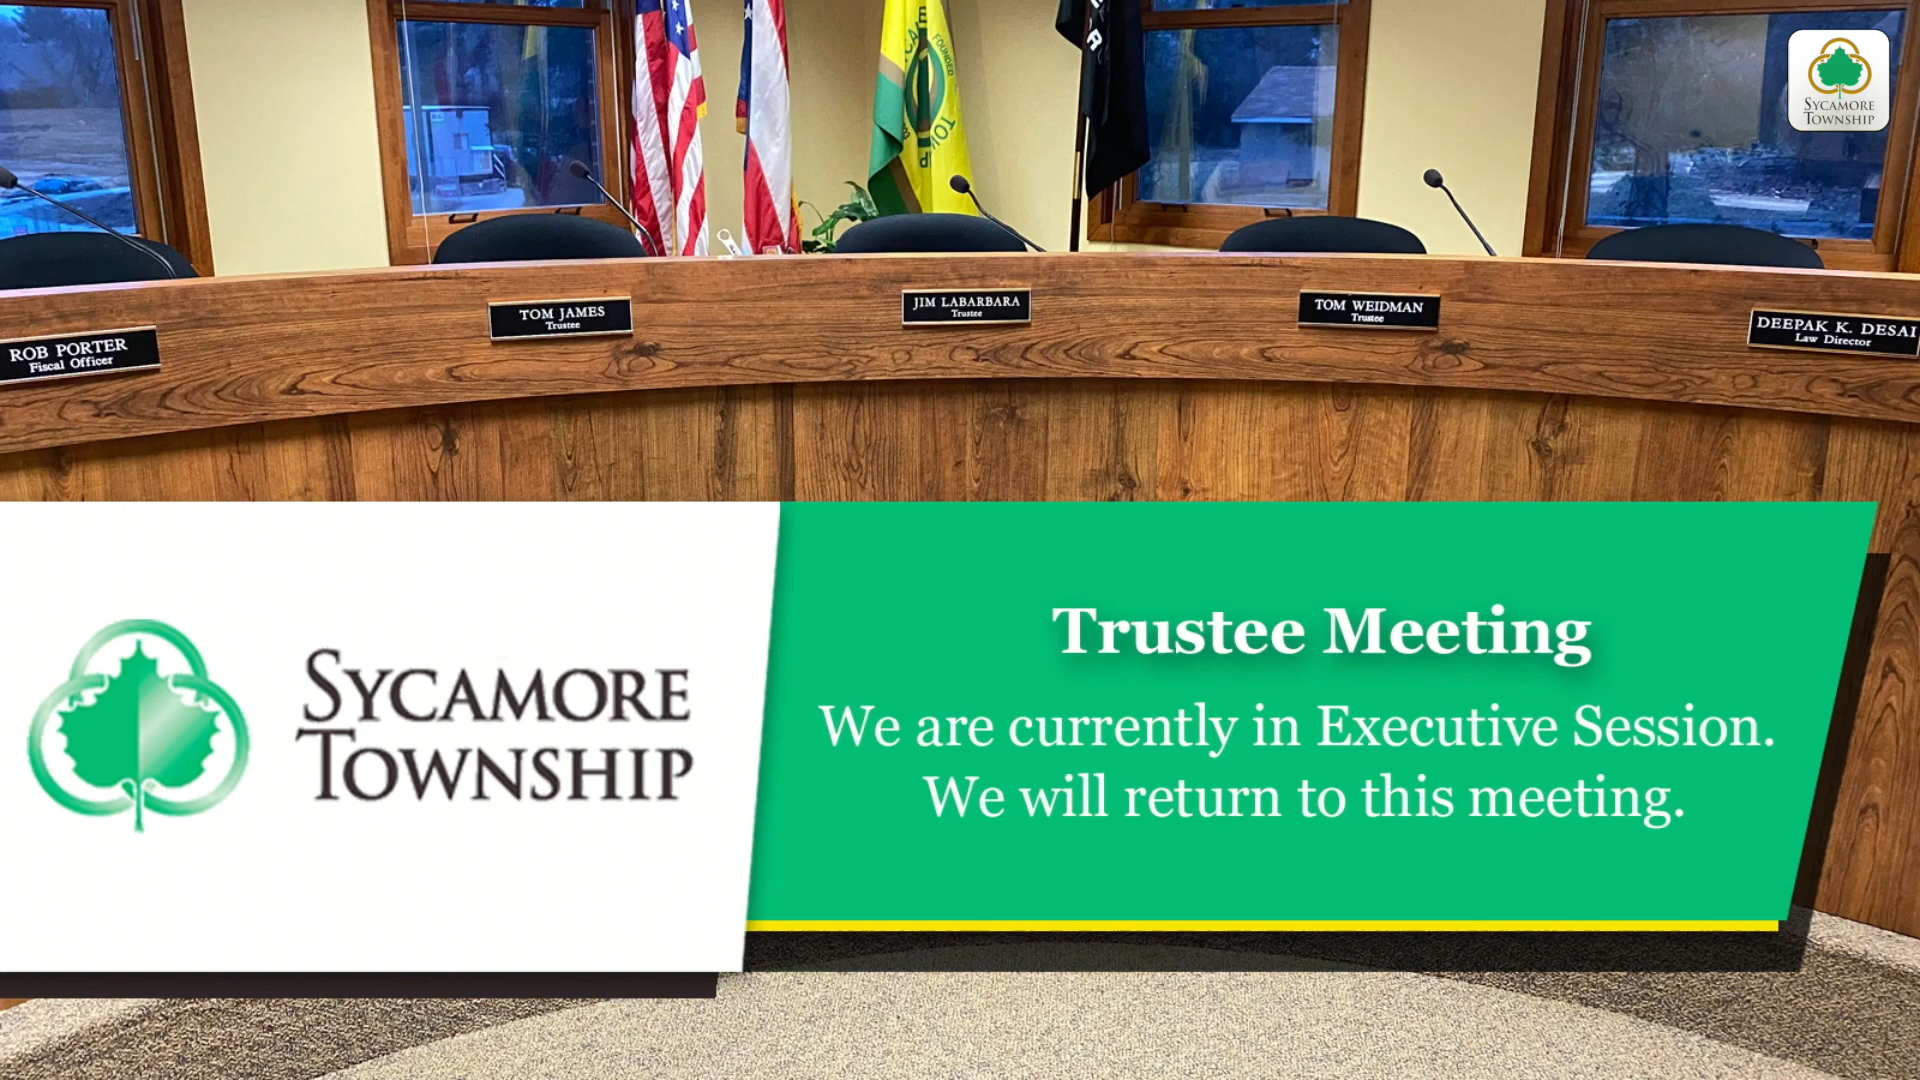 SYCAMORE
TOWNSHIP
FOUNDED
ROB PORTER
Fiscal Officer
TOM JAMES
Trustee
JIM LABARBARA
Trustee
TOM WEIDMAN
Trustee
DEEPAK K. DESAI
Law Director
SYCAMORE
TOWNSHIP
Trustee Meeting
We are currently in Executive Session.
We will return to this meeting.